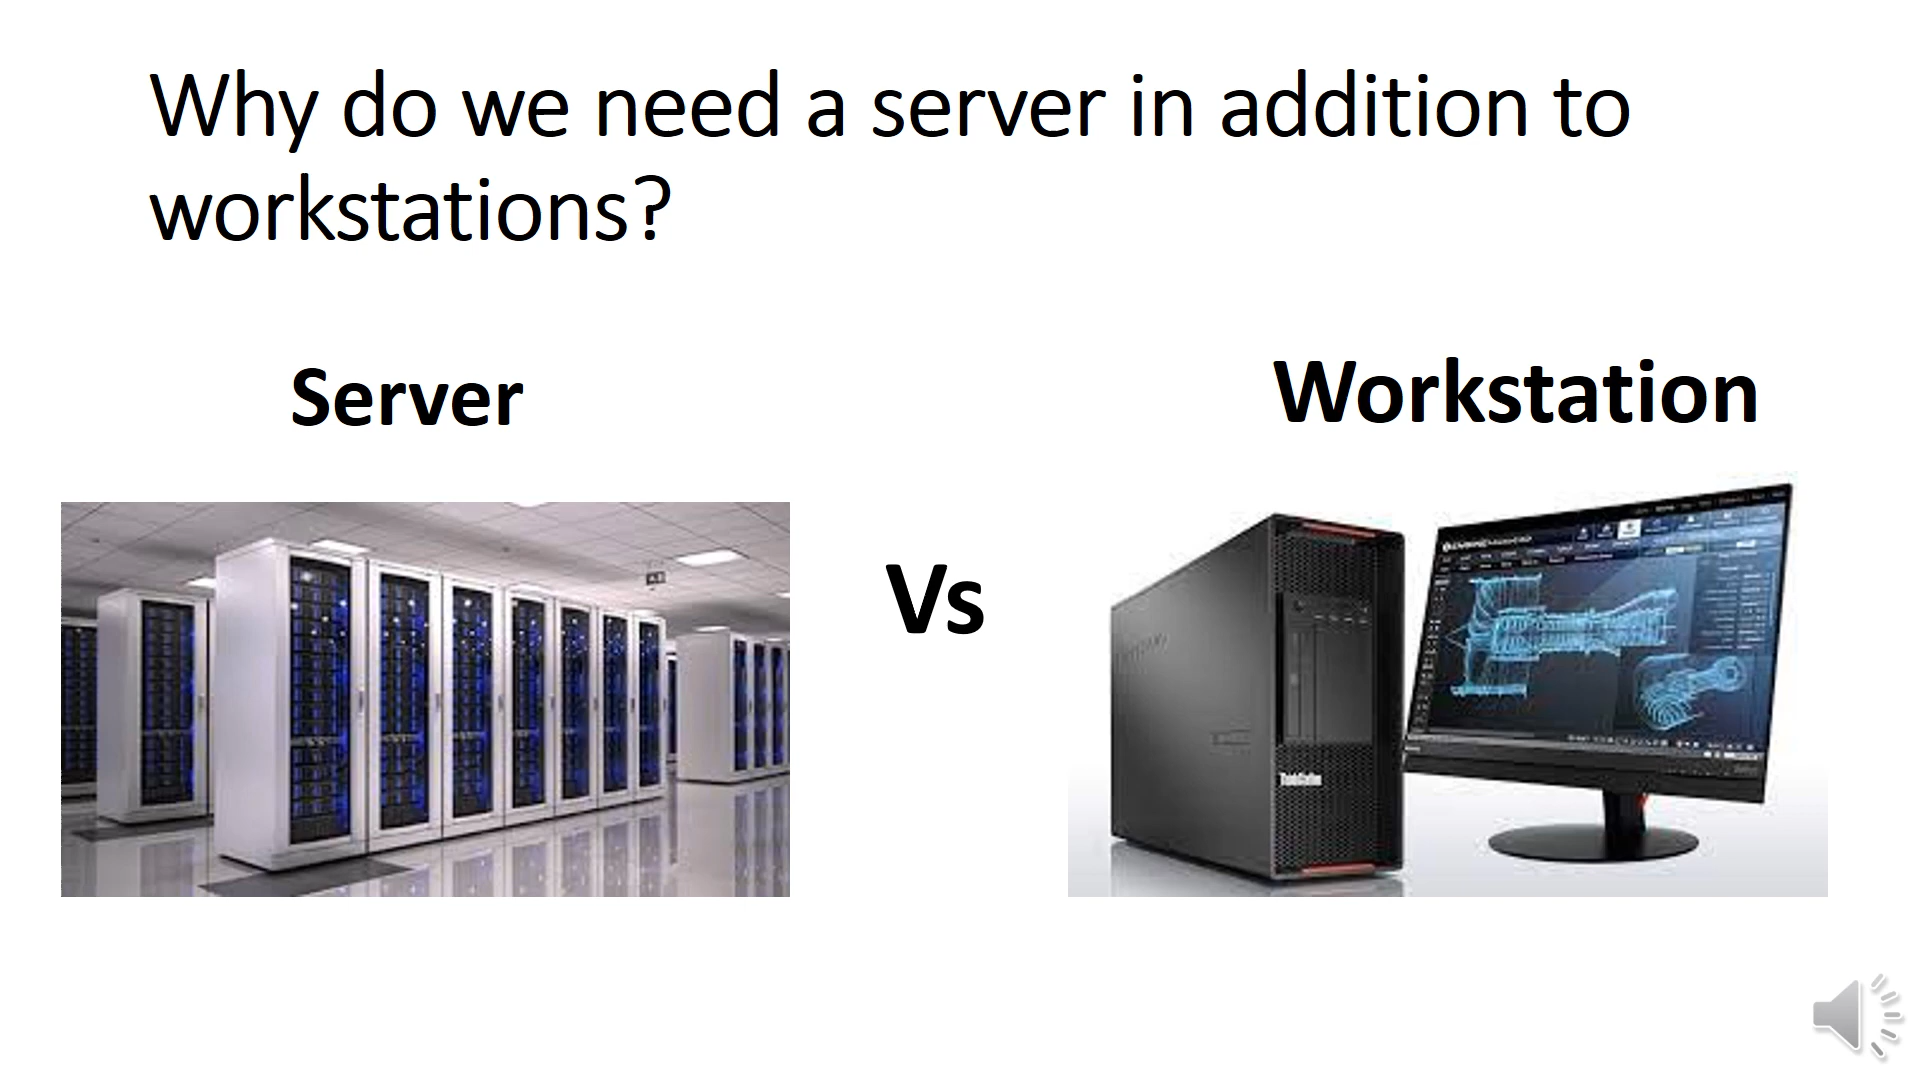 Why do we need a server in addition to
workstations?
Server
Workstation
Vs